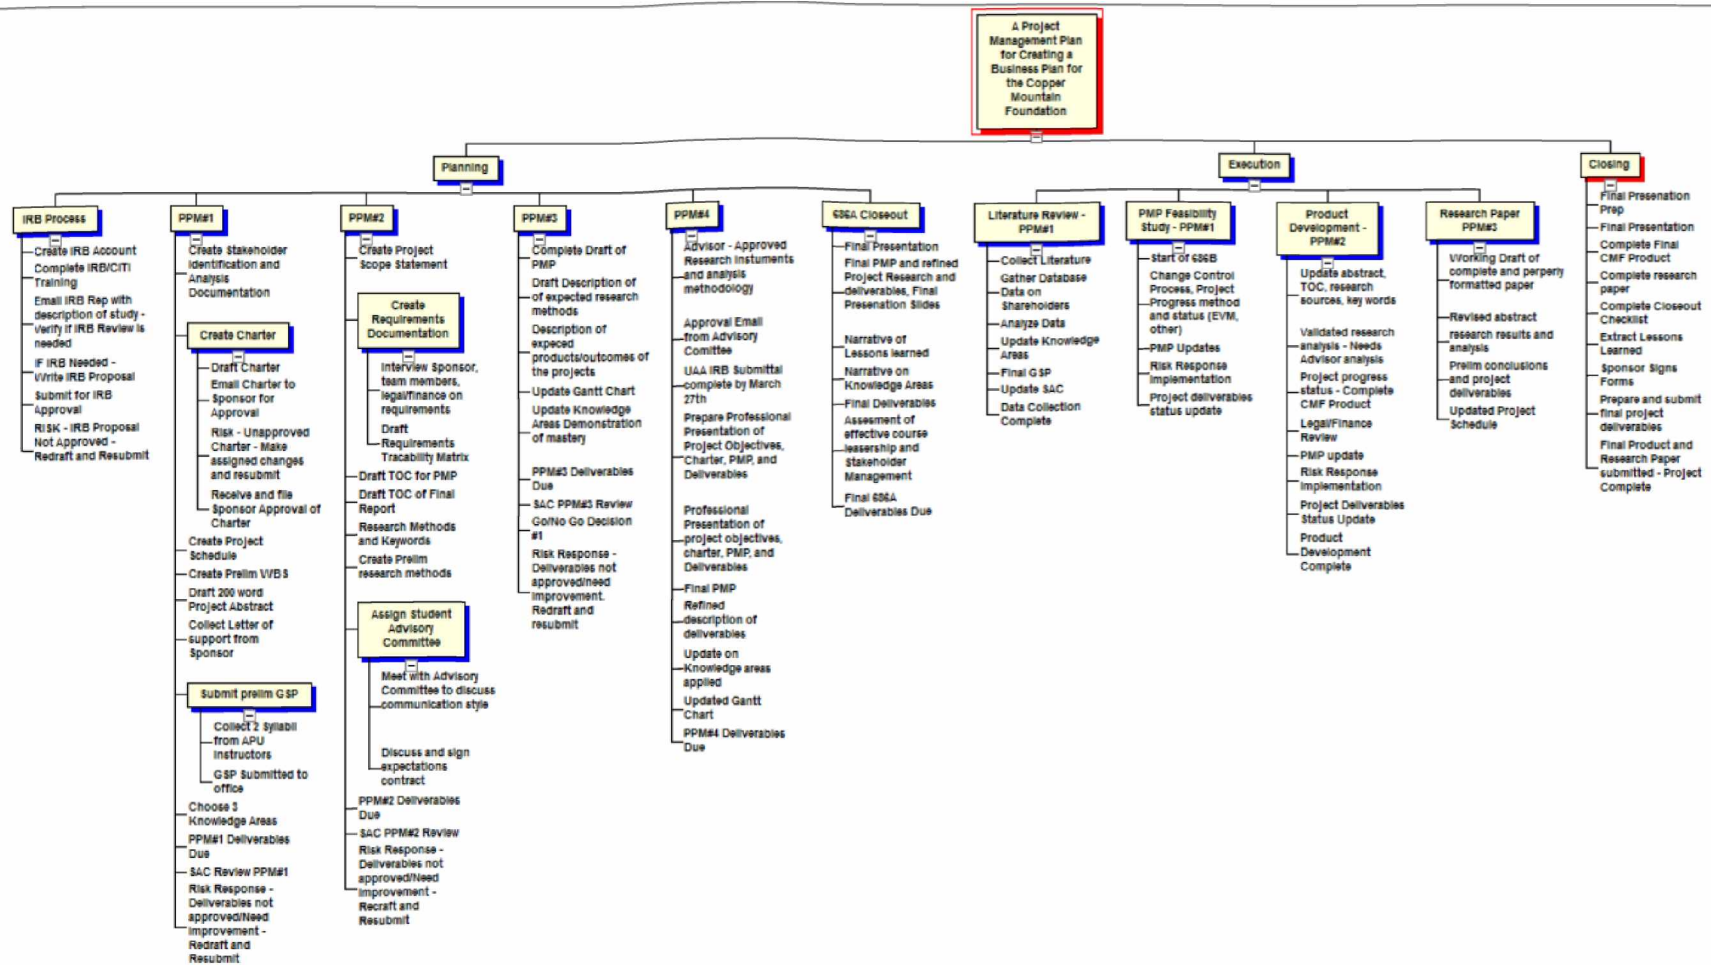 A Project
Management Plan
for Creating a
Business Plan for
the Copper
Mountain
Foundation
Planning
Execution
Closing
IRB Process
Create IRB Account
Complete IRB/CITI
Training
Email IRB Rep with
description of study -
Verify if IRB Review is
needed
IF IRB Needed -
Write IRB Proposal
Submit for IRB
Approval
RISK - IRB Proposal
Not Approved -
Redraft and Resubmit
PPM#1
Create Stakeholder
Identification and
Analysis
Documentation
Create Charter
Draft Charter
Email Charter to
Sponsor for
Approval
Risk - Unapproved
Charter - Make
assigned changes
and resubmit
Receive and file
Sponsor Approval of
Charter
Create Project
Schedule
Create Prelim WBS
Draft 200 word
Project Abstract
Collect Letter of
support from
Sponsor
Submit prelim GSP
Collect 2 Syllabii
from APU
Instructors
GSP Submitted to
office
Choose 3
Knowledge Areas
PPM#1 Deliverables
Due
SAC Review PPM#1
Risk Response -
Deliverables not
approved/Need
Improvement -
Redraft and
Resubmit
PPM#2
Create Project
Scope Statement
Create
Requirements
Documentation
Interview Sponsor,
team members,
legal/finance on
requirements
Draft
Requirements
Tracability Matrix
Draft TOC for PMP
Draft TOC of Final
Report
Research Methods
and Keywords
Create Prelim
research methods
Assign Student
Advisory
Committee
Meet with Advisory
Committee to discuss
communication style
Discuss and sign
expectations
contract
PPM#2 Deliverables
Due
SAC PPM#2 Review
Risk Response -
Deliverables not
approved/Need
Improvement -
Recraft and
Resubmit
PPM#3
Complete Draft of
PMP
Draft Description of
of expected research
methods
Description of
expeced
products/outcomes of
the projects
Update Gantt Chart
Update Knowledge
Areas Demonstration
of mastery
PPM#3 Deliverables
Due
SAC PPM#3 Review
Go/No Go Decision
#1
Risk Response -
Deliverables not
approved/need
Improvement.
Redraft and
resubmit
PPM#4
Advisor - Approved
Research Instuments
and analysis
methodology
Approval Email
from Advisory
Comittee
UAA IRB Submittal
complete by March
27th
Prepare Professional
Presentation of
Project Objectives,
Charter, PMP, and
Deliverables
Professional
Presentation of
project objectives,
charter, PMP, and
Deliverables
Final PMP
Refined
description of
deliverables
Update on
Knowledge areas
applied
Updated Gantt
Chart
PPM#4 Deliverables
Due
686A Closeout
Final Presentation
Final PMP and refined
Project Research and
deliverables, Final
Presenation Slides
Narrative of
Lessons learned
Narrative on
Knowledge Areas
Final Deliverables
Assesment of
effective course
leasership and
Stakeholder
Management
Final 686A
Deliverables Due
Literature Review -
PPM#1
Collect Literature
Gather Database
Data on
Shareholders
Analyze Data
Update Knowledge
Areas
Final GSP
Update SAC
Data Collection
Complete
PMP Feasibility
Study - PPM#1
Start of 686B
Change Control
Process, Project
Progress method
and status (EVM,
other)
PMP Updates
Risk Response
Implementation
Project deliverables
status update
Product
Development -
PPM#2
Update abstract,
TOC, research
sources, key words
Validated research
analysis - Needs
Advisor analysis
Project progress
status - Complete
CMF Product
Legal/Finance
Review
PMP update
Risk Response
Implementation
Project Deliverables
Status Update
Product
Development
Complete
Research Paper
PPM#3
Working Draft of
complete and perperly
formatted paper
Revised abstract
research results and
analysis
Prelim conclusions
and project
deliverables
Updated Project
Schedule
Final Presenation
Prep
Final Presentation
Complete Final
CMF Product
Complete research
paper
Complete Closeout
Checklist
Extract Lessons
Learned
Sponsor Signs
Forms
Prepare and submit
final project
deliverables
Final Product and
Research Paper
submitted - Project
Complete